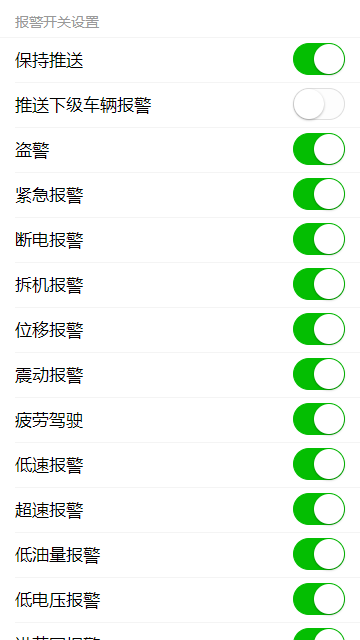 报警开关设置
保持推送
推送下级车辆报警
盗警
紧急报警
断电报警
拆机报警
位移报警
震动报警
疲劳驾驶
低速报警
超速报警
低油量报警
低电压报警